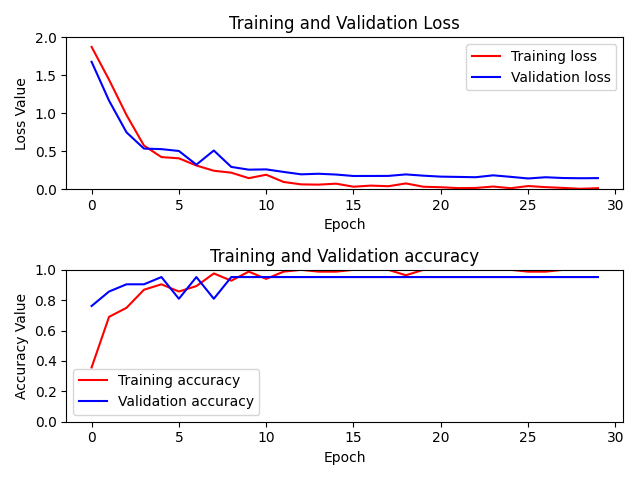 Training and Validation Loss
2.0
1.5
1.0
0.5
0.0
Loss Value
Training loss
Validation loss
0 5 10 15 20 25 30
Epoch
Training and Validation accuracy
1.0
0.8
0.6
0.4
0.2
0.0
Accuracy Value
Training accuracy
Validation accuracy
0 5 10 15 20 25 30
Epoch